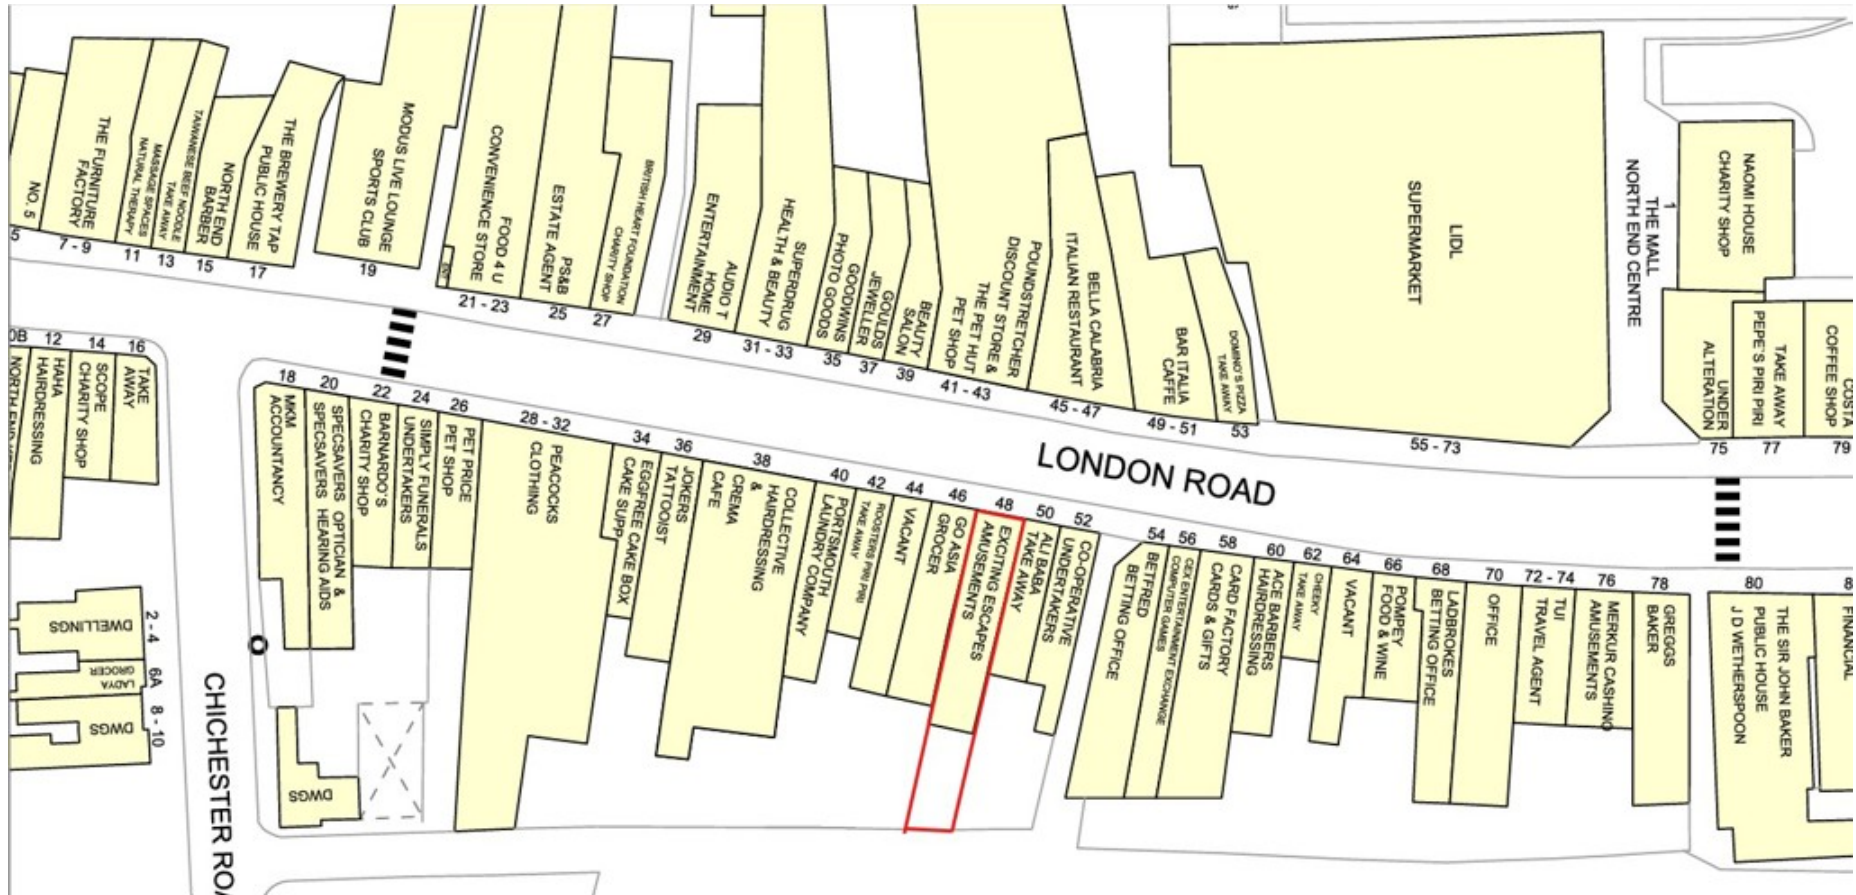 NO. 5
5
THE FURNITURE
FACTORY
7 - 9
MASSAGE SPACES
NATURAL THERAPY
11
TAIWANESE BEEF NOODLE
TAKE AWAY
13
NORTH END
BARBER
15
THE BREWERY TAP
PUBLIC HOUSE
17
MODUS LIVE LOUNGE
SPORTS CLUB
19
FOOD 4 U
CONVENIENCE STORE
21 - 23
PS&B
ESTATE AGENT
25
BRITISH HEART FOUNDATION
CHARITY SHOP
27
AUDIO T
HOME
ENTERTAINMENT
29
SUPERDRUG
HEALTH & BEAUTY
31 - 33
GOODWINS
PHOTO GOODS
35
GOULDS
JEWELLER
37
BEAUTY
SALON
39
POUNDSTRETCHER
DISCOUNT STORE &
THE PET HUT
PET SHOP
41 - 43
BELLA CALABRIA
ITALIAN RESTAURANT
45 - 47
BAR ITALIA
CAFFE
49 - 51
DOMINO'S PIZZA
TAKE AWAY
53
LIDL
SUPERMARKET
55 - 73
1
THE MALL
NORTH END CENTRE
NAOMI HOUSE
CHARITY SHOP
UNDER
ALTERATION
75
TAKE AWAY
PEPE'S PIRI PIRI
77
COSTA
COFFEE SHOP
79
LONDON ROAD
0B
12
HAHA
HAIRDRESSING
14
SCOPE
CHARITY SHOP
16
TAKE
AWAY
18
MKM
ACCOUNTANCY
20
SPECSAVERS OPTICIAN &
SPECSAVERS HEARING AIDS
22
BARNARDO'S
CHARITY SHOP
24
SIMPLY FUNERALS
UNDERTAKERS
26
PET PRICE
PET SHOP
28 - 32
PEACOCKS
CLOTHING
34
EGGFREE CAKE BOX
CAKE SUPP
36
JOKERS
TATTOOIST
38
COLLECTIVE
HAIRDRESSING
&
CREMA
CAFE
40
PORTSMOUTH
LAUNDRY COMPANY
42
ROOSTERS PIRI PIRI
TAKE AWAY
44
VACANT
46
GO ASIA
GROCER
48
EXCITING ESCAPES
AMUSEMENTS
50
ALI BABA
TAKE AWAY
52
CO-OPERATIVE
UNDERTAKERS
54
BETFRED
BETTING OFFICE
56
CEX ENTERTAINMENT EXCHANGE
COMPUTER GAMES
58
CARD FACTORY
CARDS & GIFTS
60
ACE BARBERS
HAIRDRESSING
62
CHEEKY
TAKE AWAY
64
VACANT
66
POMPEY
FOOD & WINE
68
LADBROKES
BETTING OFFICE
70
OFFICE
72 - 74
TUI
TRAVEL AGENT
76
MERKUR CASHINO
AMUSEMENTS
78
GREGGS
BAKER
80
THE SIR JOHN BAKER
PUBLIC HOUSE
J D WETHERSPOON
FINANCIAL
DWELLINGS
2 - 4
LADYA
GROCER
6A
DWGS
8 - 10
DWGS
CHICHESTER ROA